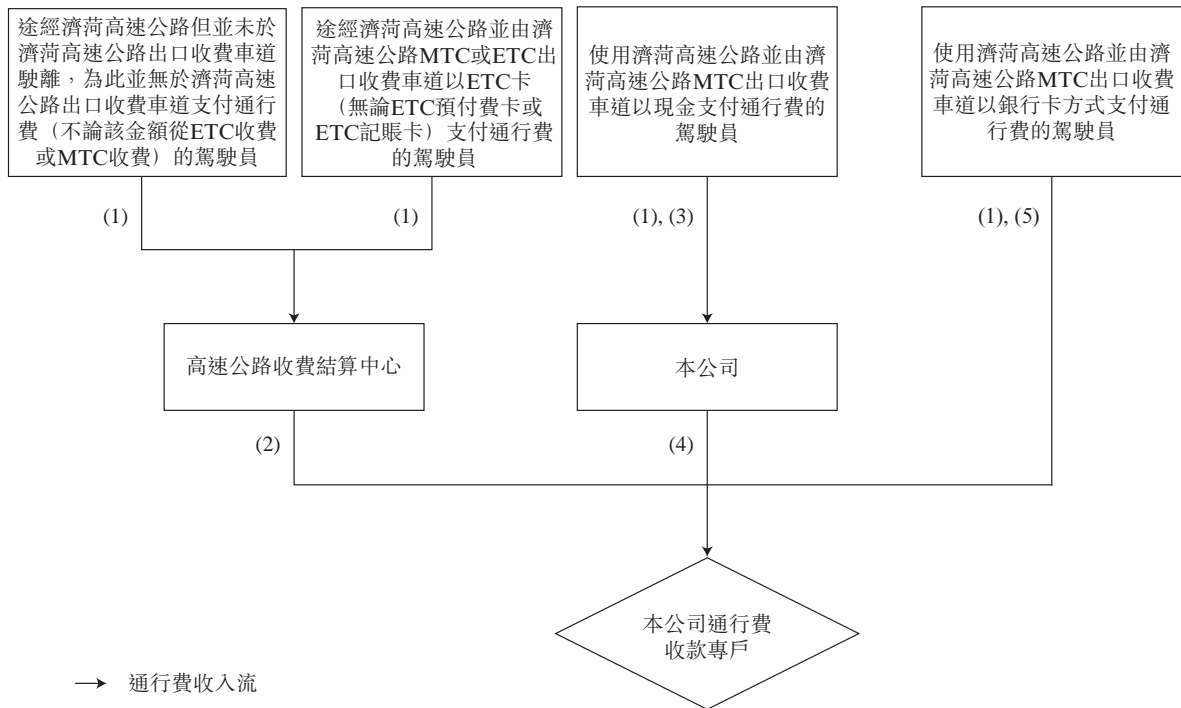 途經濟菏高速公路但並未於
濟菏高速公路出口收費車道
駛離，為此並無於濟菏高速
公路出口收費車道支付通行
費（不論該金額從ETC收費
或MTC收費）的駕駛員
途經濟菏高速公路並由濟
菏高速公路MTC或ETC出
口收費車道以ETC卡
（無論ETC預付費卡或
ETC記賬卡）支付通行費
的駕駛員
使用濟菏高速公路並由濟
菏高速公路MTC出口收費
車道以現金支付通行費的
駕駛員
使用濟菏高速公路並由濟
菏高速公路MTC出口收費
車道以銀行卡方式支付通
行費的駕駛員
(1)
(1)
(1), (3)
(1), (5)
高速公路收費結算中心
本公司
(2)
(4)
本公司通行費
收款專戶
通行費收入流